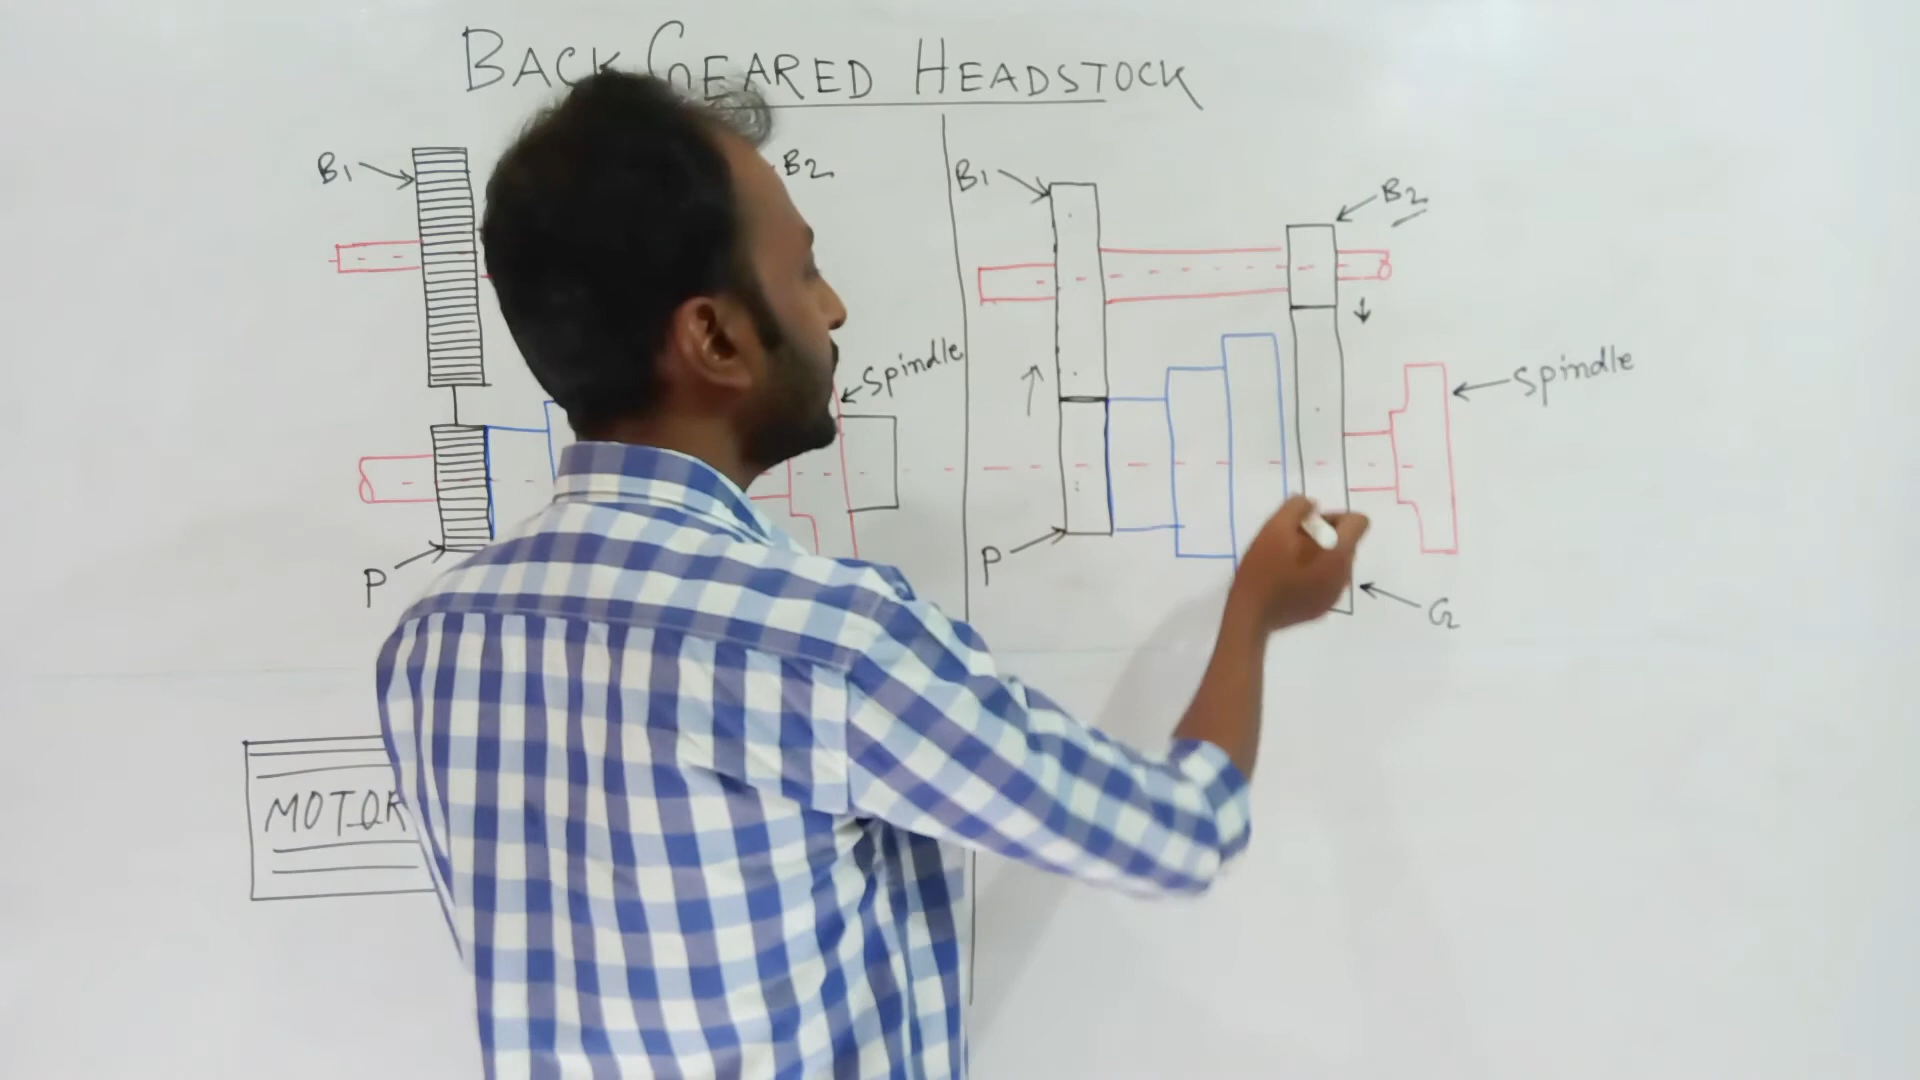 BACK GEARED HEADSTOCK
B1
B2
Spindle
P
MOTOR
B1
B2
Spindle
P
G2